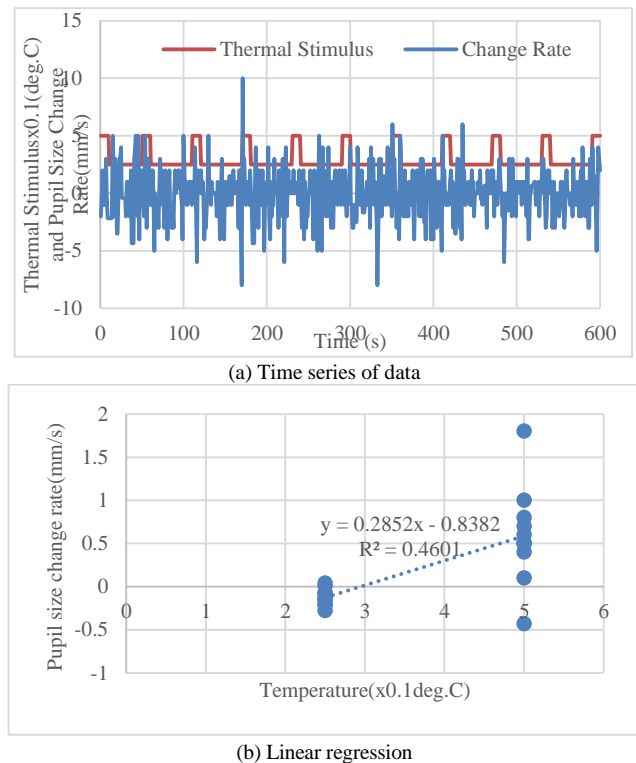 Thermal Stimulusx0.1(deg.C)
and Pupil Size Change
Rate(mm/s)
15
10
5
0
-5
-10
Thermal Stimulus
Change Rate
0
100
200
300
400
500
600
Time (s)
(a) Time series of data
Pupil size change rate(mm/s)
2
1.5
1
0.5
0
-0.5
-1
y = 0.2852x - 0.8382
R² = 0.4601
0
1
2
3
4
5
6
Temperature(x0.1deg.C)
(b) Linear regression